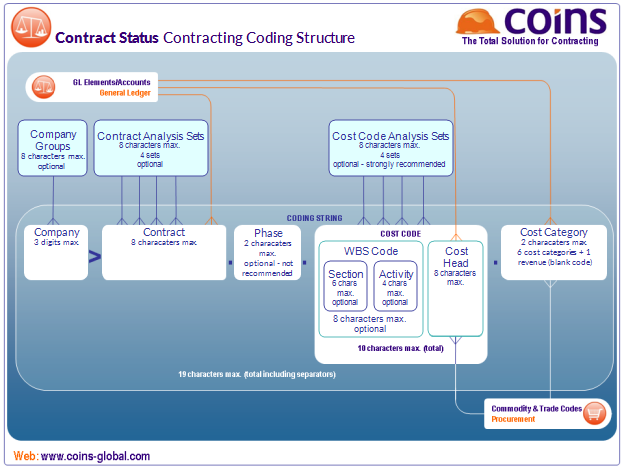 Contract Status Contracting Coding Structure
COINS
The Total Solution for Contracting
GL Elements/Accounts
General Ledger
Company
Groups
8 characters max.
optional
Contract Analysis Sets
8 characters max.
4 sets
optional
Cost Code Analysis Sets
8 characters max.
4 sets
optional - strongly recommended
CODING STRING
Company
3 digits max.
>
Contract
8 characaters max.
Phase
2 characaters
max.
optional - not
recommended
COST CODE
WBS Code
Section
6 chars
max.
optional
Activity
4 chars
max.
optional
8 characters max.
optional
Cost
Head
8 characters
max.
10 characters max. (total)
Cost Category
2 characaters max.
6 cost categories + 1
revenue (blank code)
19 characters max. (total including separators)
Commodity & Trade Codes
Procurement
Web: www.coins-global.com